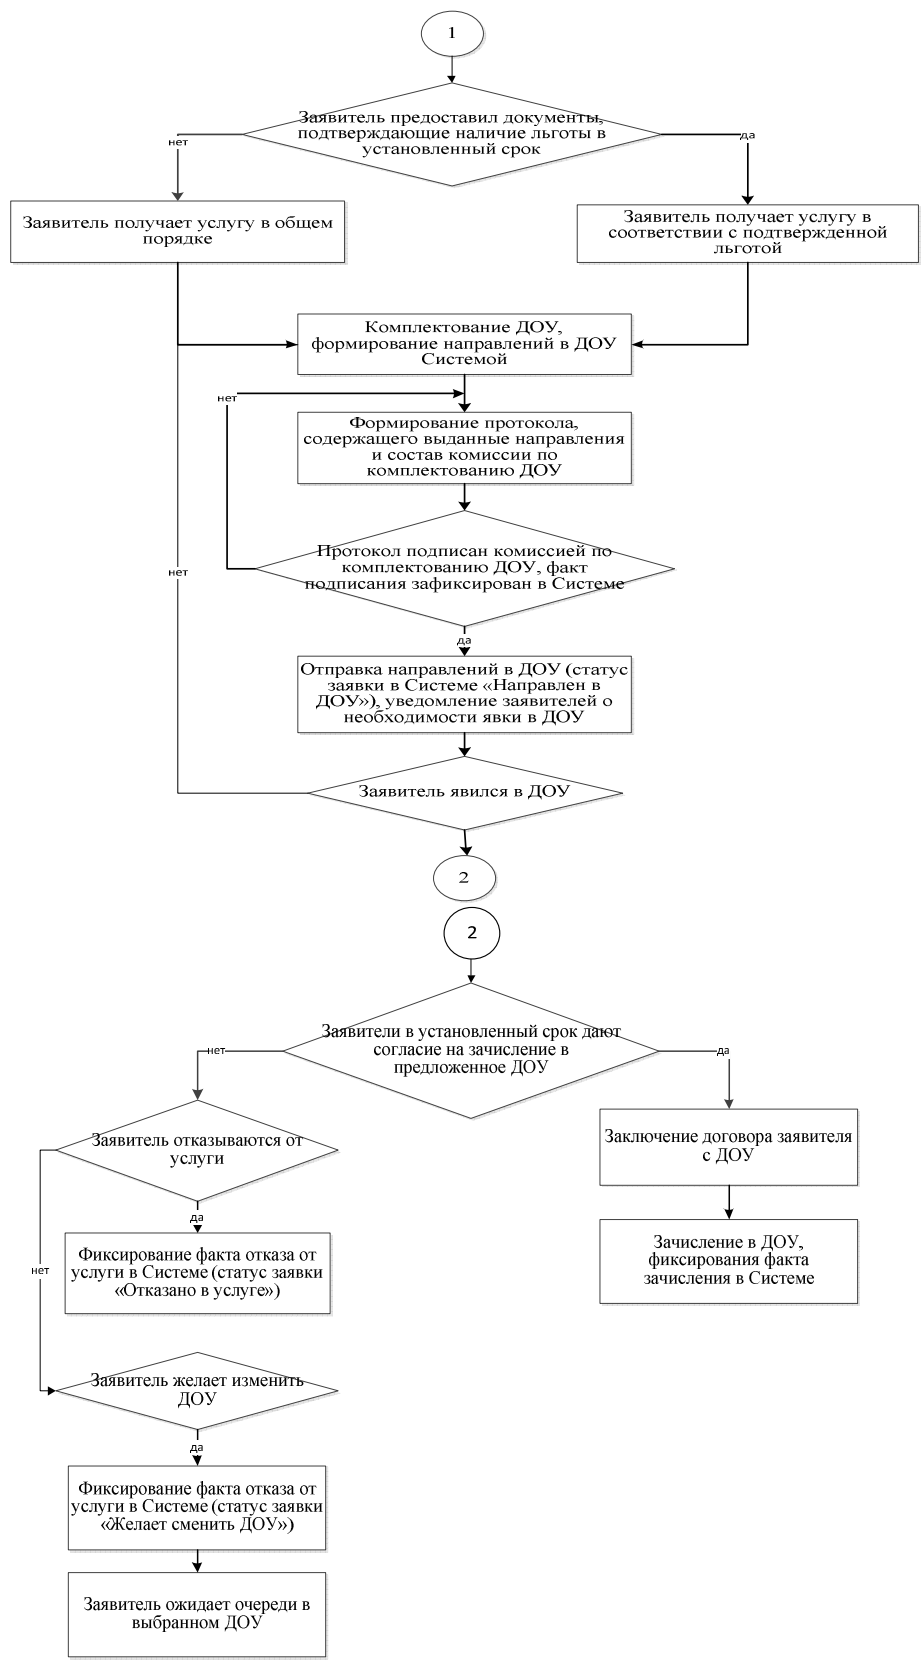 1
Заявитель предоставил документы,
подтверждающие наличие льготы в
установленный срок
нет
да
Заявитель получает услугу в общем
порядке
Заявитель получает услугу в
соответствии с подтвержденной
льготой
Комплектование ДОУ,
формирование направлений в ДОУ
Системой
нет
Формирование протокола,
содержащего выданные направления
и состав комиссии по
комплектованию ДОУ
Протокол подписан комиссией по
комплектованию ДОУ, факт
подписания зафиксирован в Системе
нет
да
Отправка направлений в ДОУ (статус
заявки в Системе «Направлен в
ДОУ»), уведомление заявителей о
необходимости явки в ДОУ
Заявитель явился в ДОУ
2
2
Заявители в установленный срок дают
согласие на зачисление в
предложенное ДОУ
нет
да
Заявитель отказываются от
услуги
Заключение договора заявителя
с ДОУ
да
Фиксирование факта отказа от
услуги в Системе (статус заявки
«Отказано в услуге»)
Зачисление в ДОУ,
фиксирования факта
зачисления в Системе
нет
Заявитель желает изменить
ДОУ
да
Фиксирование факта отказа от
услуги в Системе (статус заявки
«Желает сменить ДОУ»)
Заявитель ожидает очереди в
выбранном ДОУ